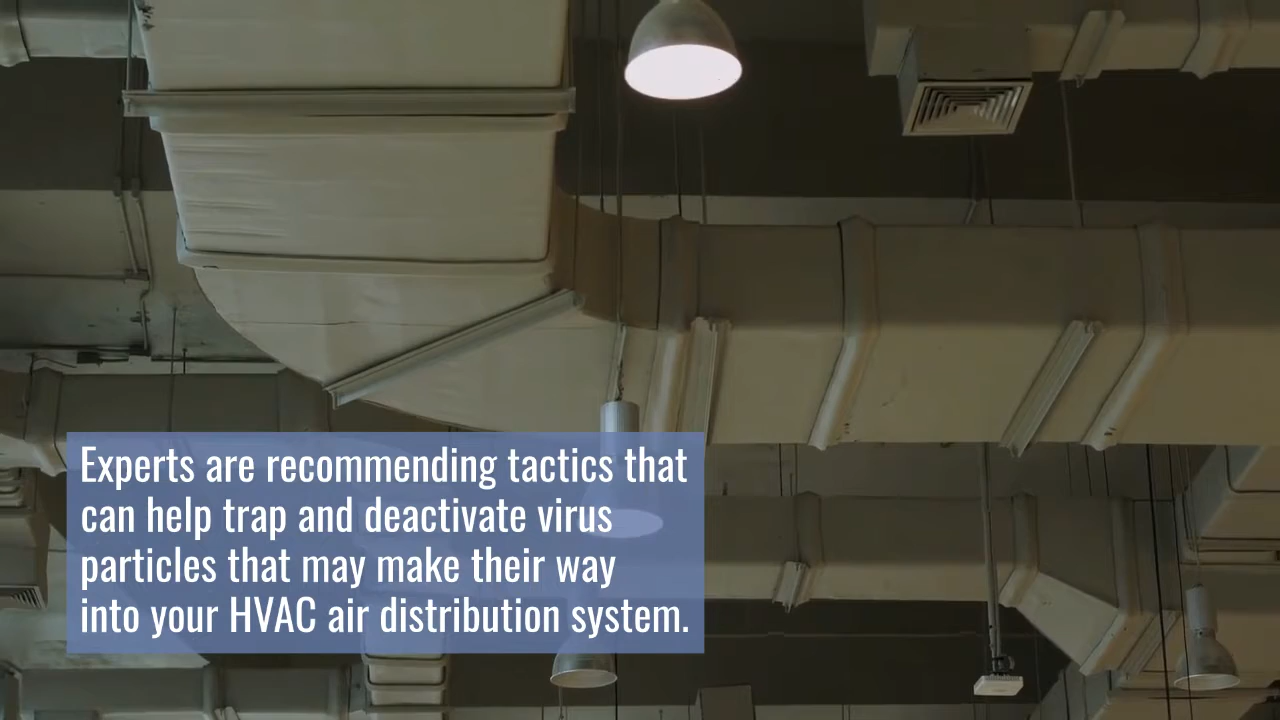 Experts are recommending tactics that
can help trap and deactivate virus
particles that may make their way
into your HVAC air distribution system.